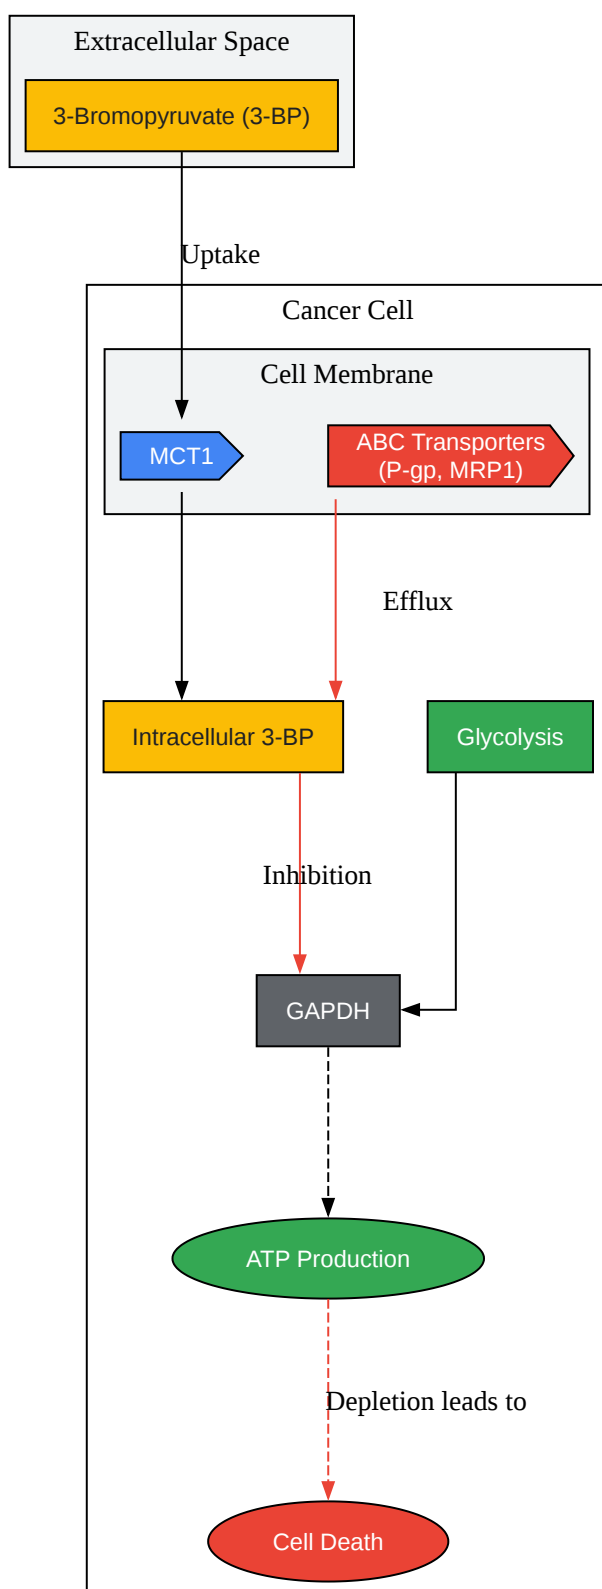 Extracellular Space
3-Bromopyruvate (3-BP)
Uptake
Cancer Cell
Cell Membrane
MCT1
ABC Transporters
(P-gp, MRP1)
Efflux
Intracellular 3-BP
Glycolysis
Inhibition
GAPDH
ATP Production
Depletion leads to
Cell Death